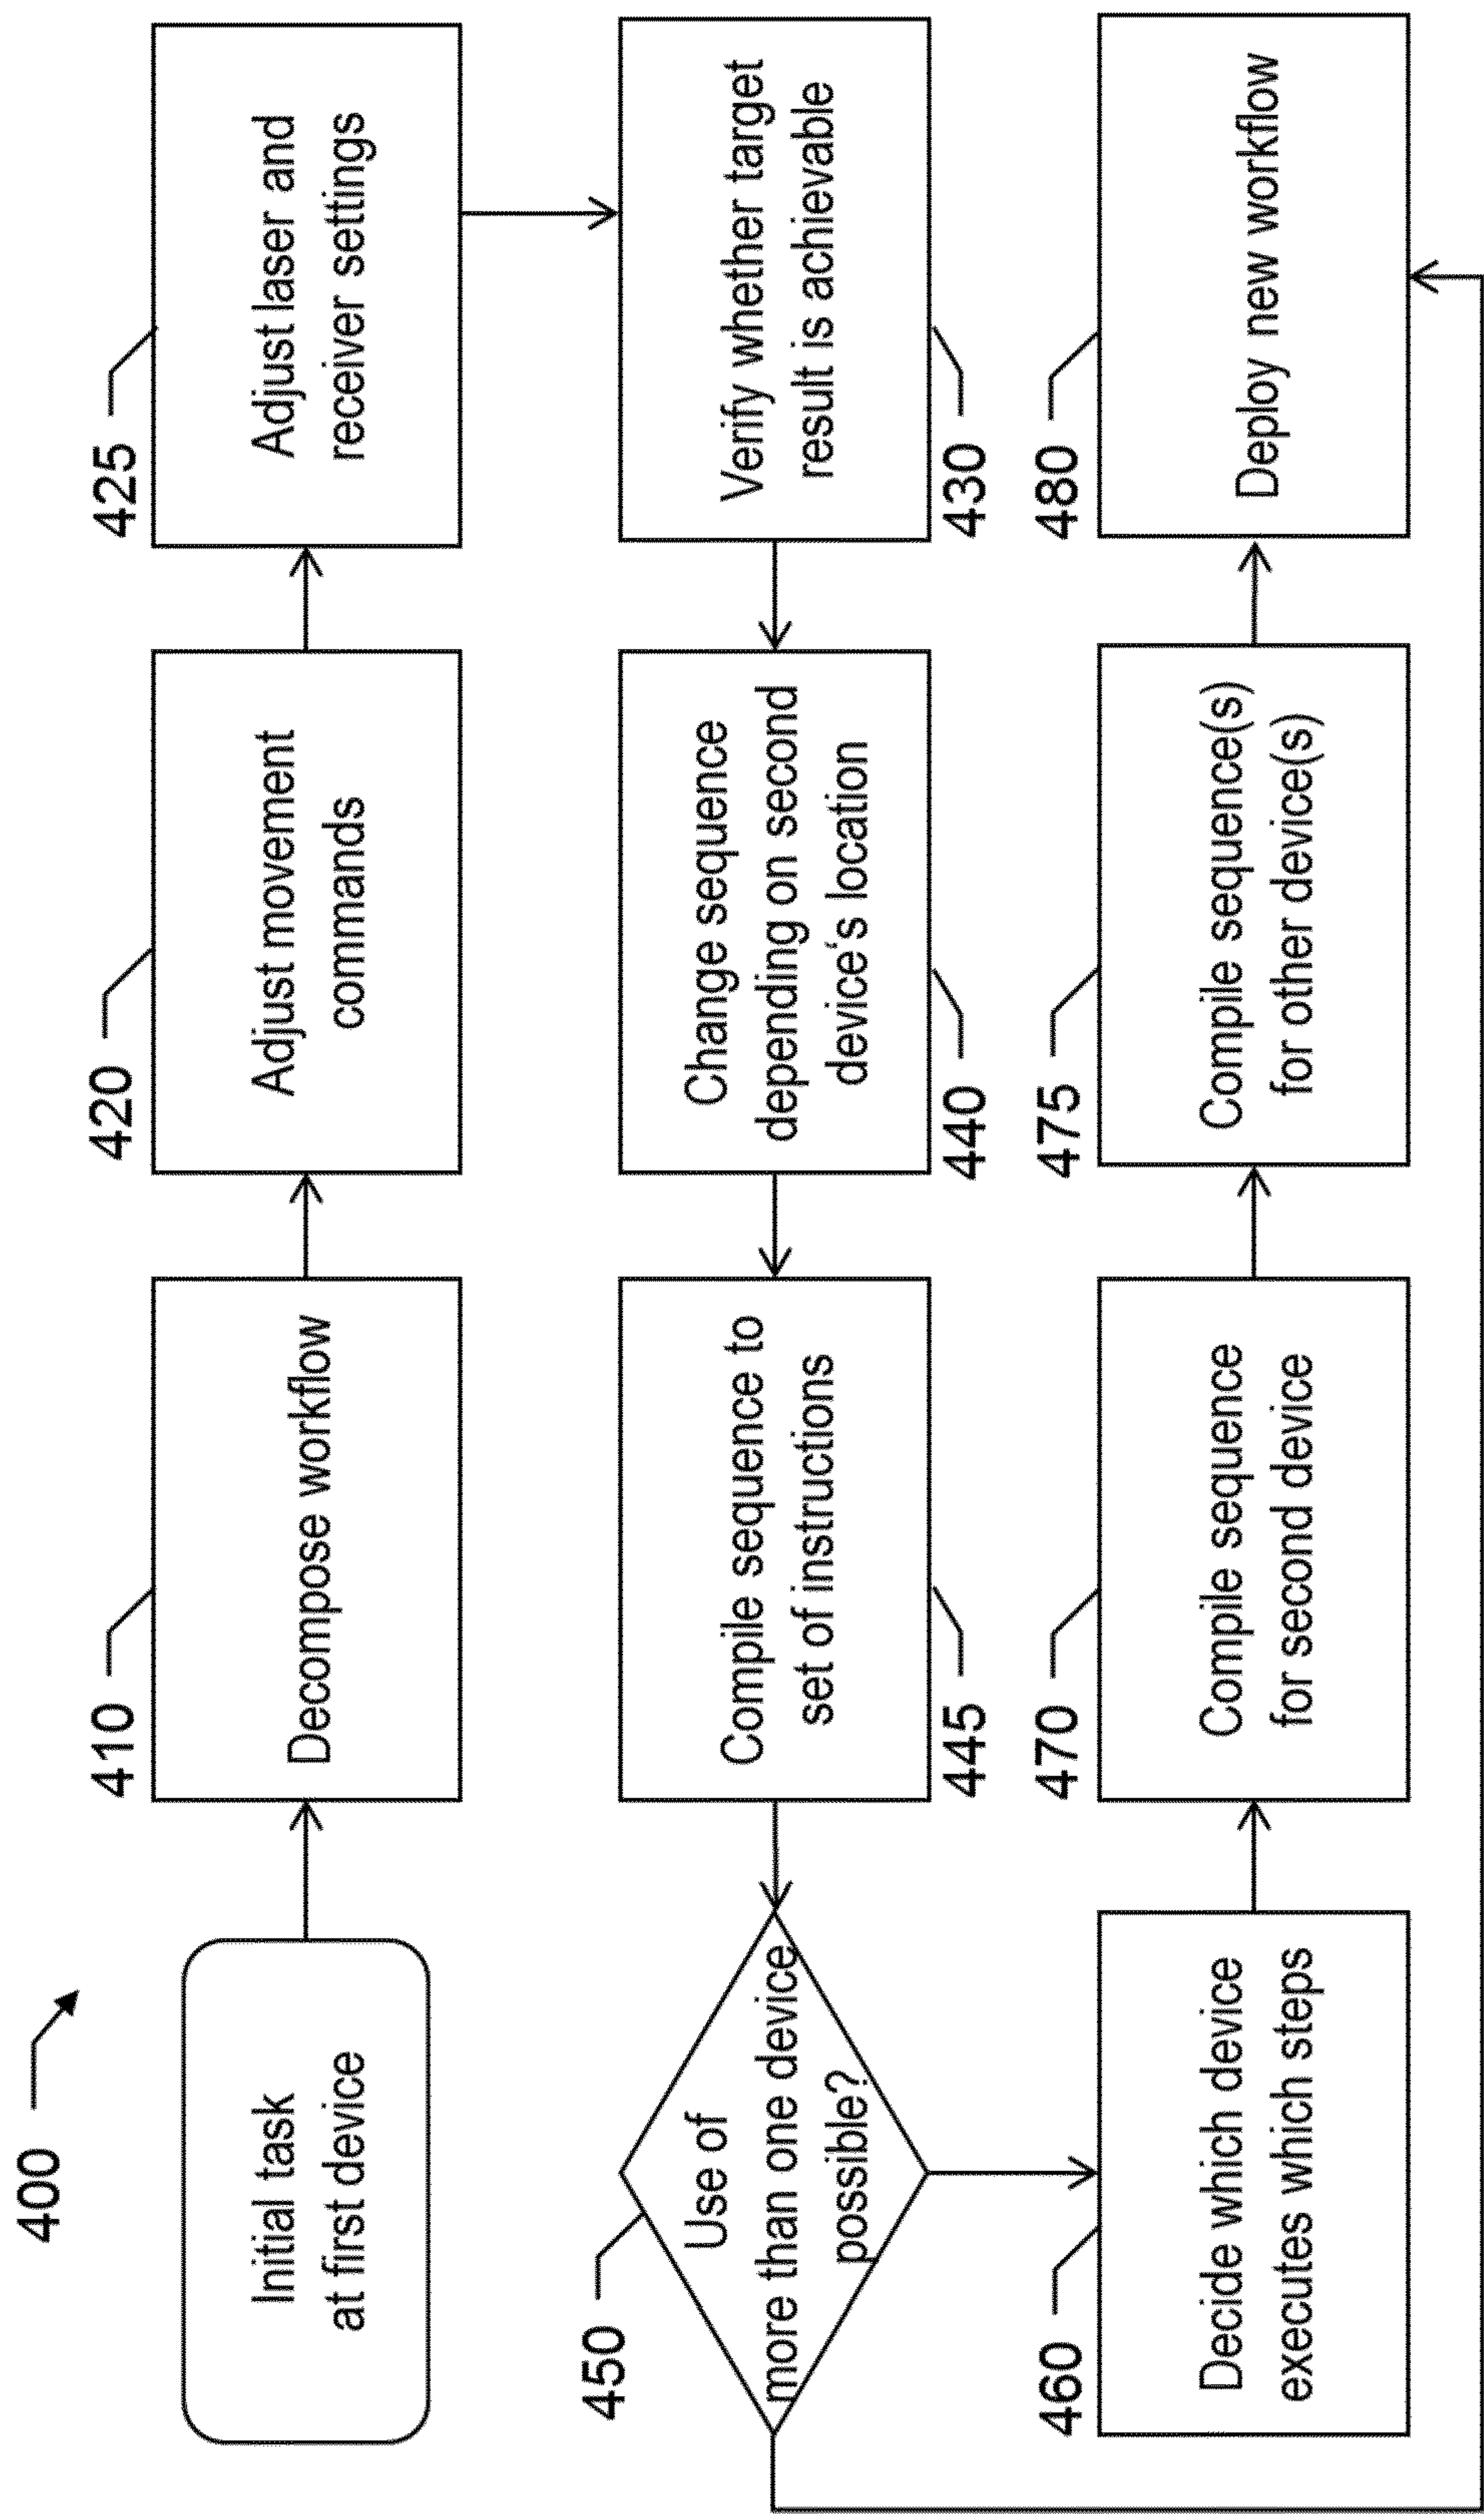 400
Initial task
at first device
410
Decompose workflow
420
Adjust movement
commands
425
Adjust laser and
receiver settings
Verify whether target
result is achievable
430
Change sequence
depending on second
device‘s location
440
Compile sequence to
set of instructions
445
450
Use of
more than one device
possible?
460
Decide which device
executes which steps
470
Compile sequence
for second device
475
Compile sequence(s)
for other device(s)
480
Deploy new workflow